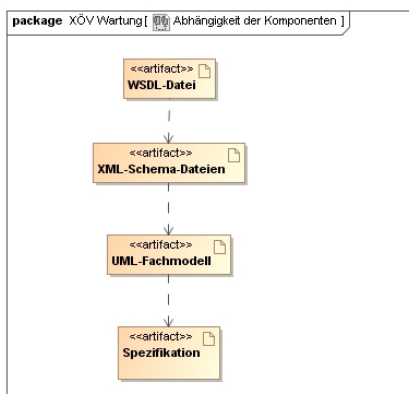 package XÖV Wartung [ Abhängigkeit der Komponenten ]
<<artifact>>
WSDL-Datei
<<artifact>>
XML-Schema-Dateien
<<artifact>>
UML-Fachmodell
<<artifact>>
Spezifikation